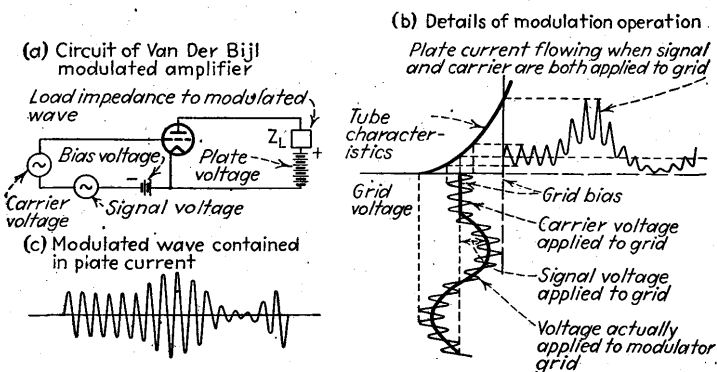 (a) Circuit of Van Der Bijl
modulated amplifier
Load impedance to modulated
wave
Z_L
+
Bias voltage
Plate
voltage
-
Carrier
voltage
Signal voltage
(c) Modulated wave contained
in plate current
(b) Details of modulation operation
Plate current flowing when signal
and carrier are both applied to grid
Tube
character-
istics
Grid
voltage
Grid bias
Carrier voltage
applied to grid
Signal voltage
applied to grid
Voltage actually
applied to modulator
grid